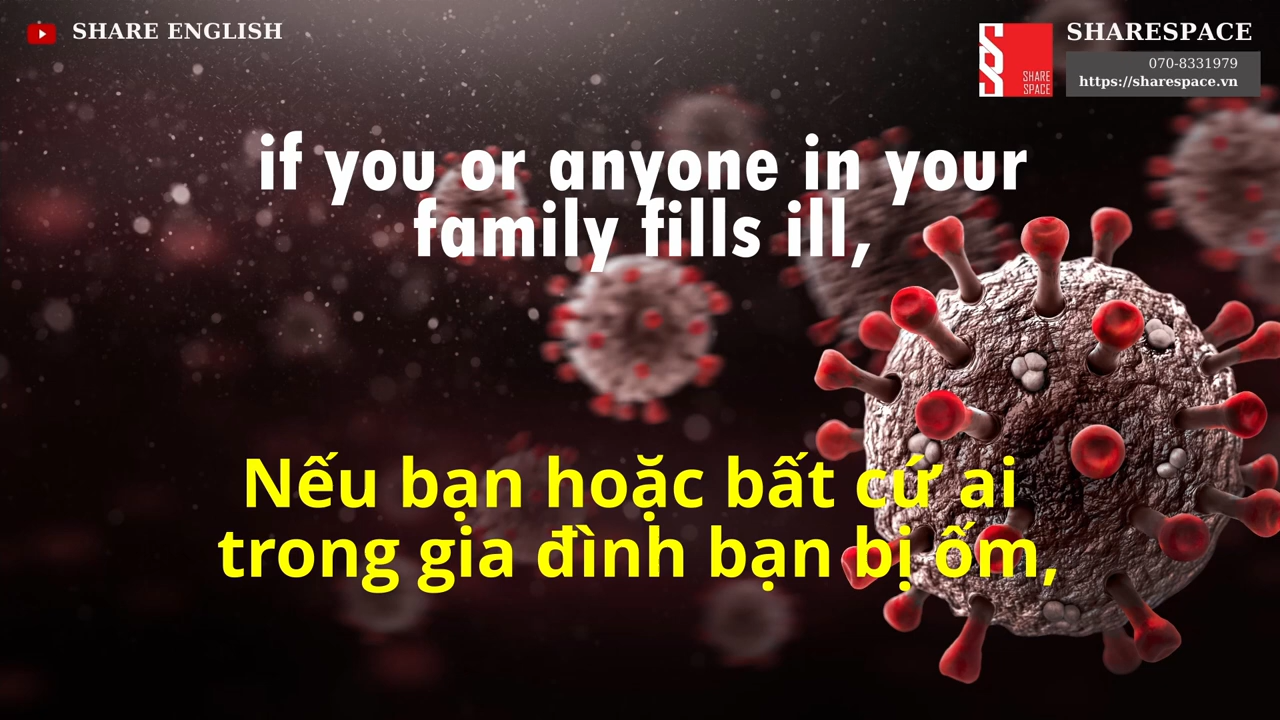 SHARE ENGLISH
SHARESPACE
070-8331979
https://sharespace.vn
SHARE
SPACE
if you or anyone in your
family fills ill,
Nếu bạn hoặc bất cứ ai
trong gia đình bạn bị ốm,